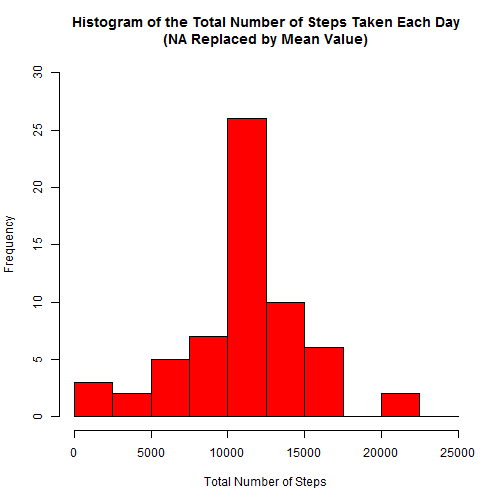 Histogram of the Total Number of Steps Taken Each Day
(NA Replaced by Mean Value)
30
25
20
15
10
5
0
Frequency
0 5000 10000 15000 20000 25000
Total Number of Steps